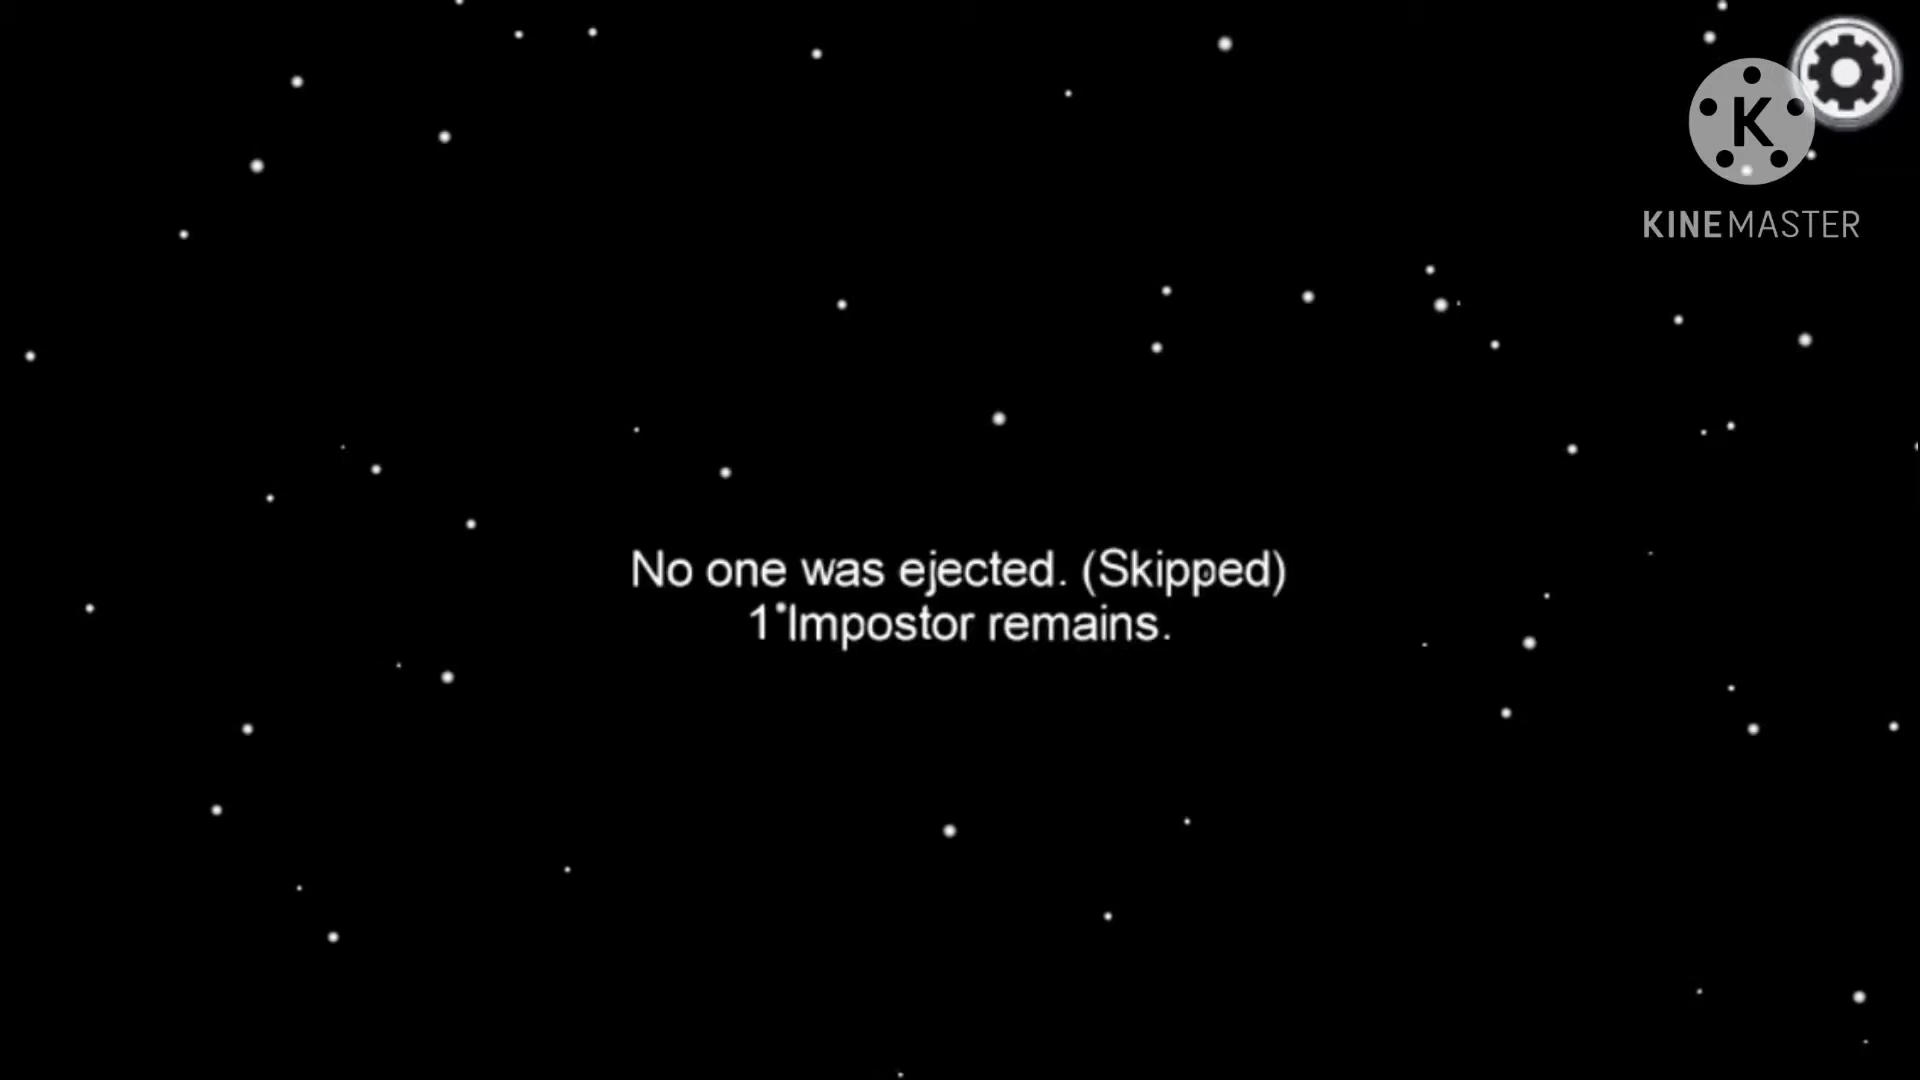 K
KINEMASTER
No one was ejected. (Skipped)
1 Impostor remains.